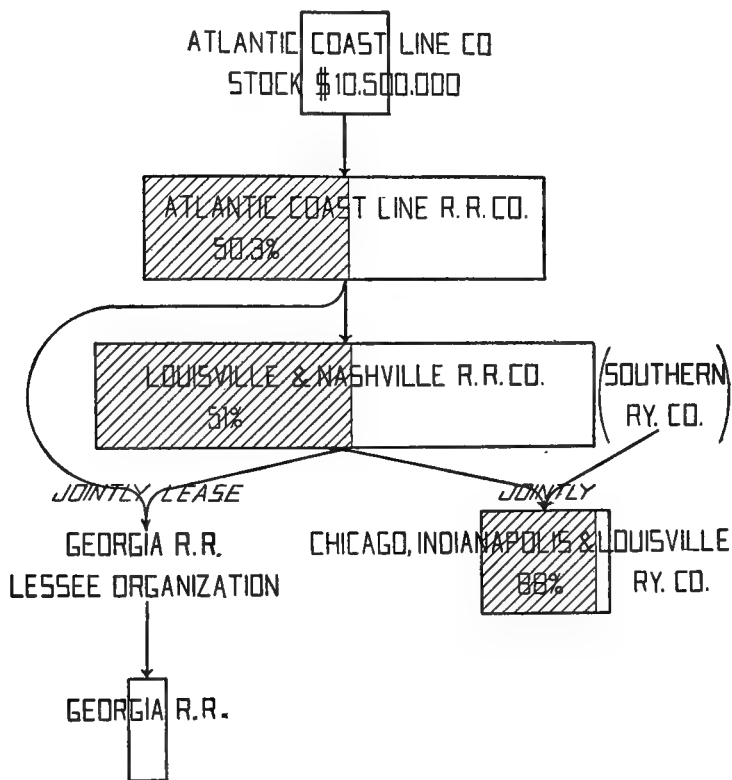 ATLANTIC COAST LINE CO
STOCK $10.500.000
ATLANTIC COAST LINE R.R.CO.
50.3%
LOUISVILLE & NASHVILLE R.R.CO.
51%
(SOUTHERN
RY. CO.)
JOINTLY LEASE
JOINTLY
GEORGIA R.R.
LESSEE ORGANIZATION
CHICAGO, INDIANAPOLIS & LOUISVILLE
88% RY. CO.
GEORGIA R.R.